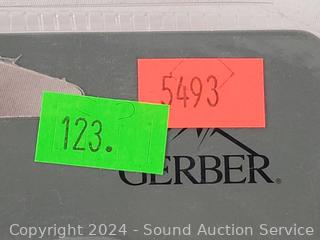 5493
123.
GERBER®
Copyright © 2024 - Sound Auction Service